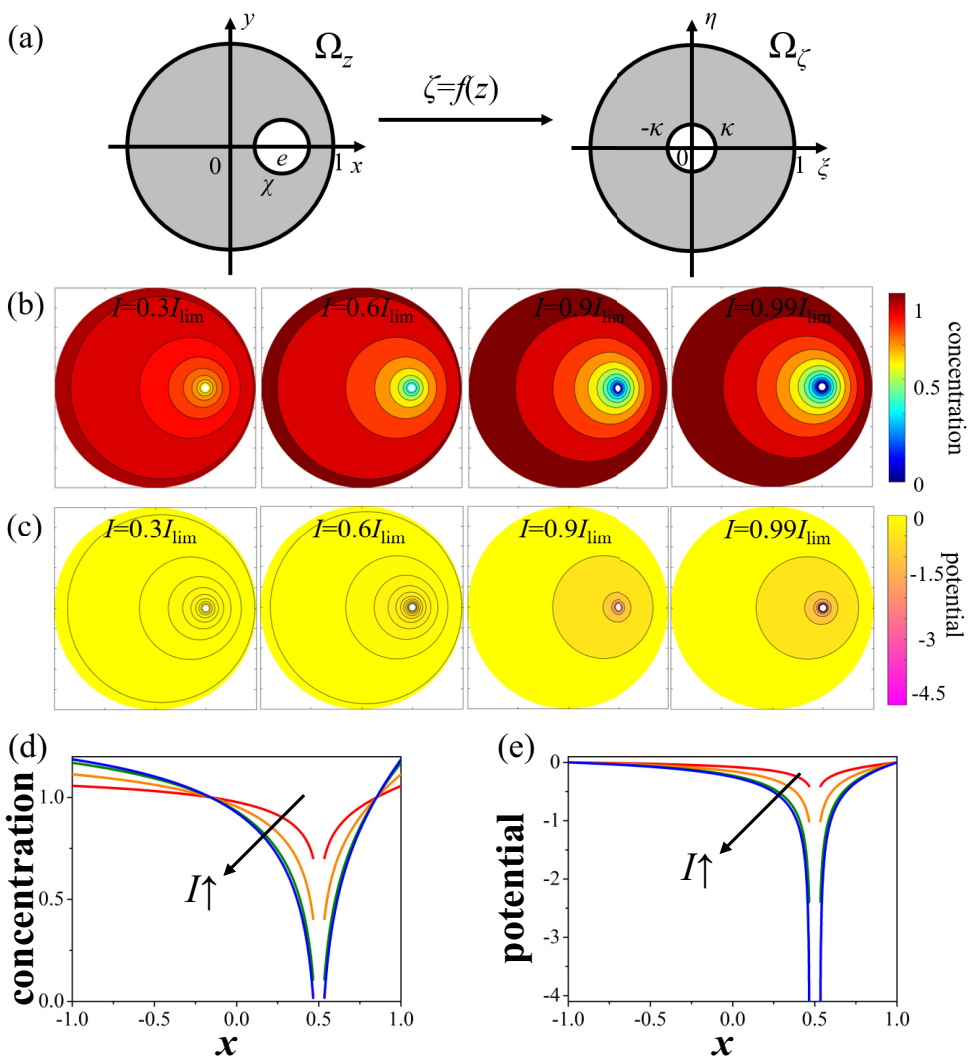 (a)
y
Ω_z
η
Ω_ζ
ζ=f(z)
-κ κ
0 e 1 x
χ
0 1 ξ
(b)
I=0.3I_lim I=0.6I_lim I=0.9I_lim I=0.99I_lim
1
0.5
0
concentration
(c)
I=0.3I_lim I=0.6I_lim I=0.9I_lim I=0.99I_lim
0
-1.5
-3
-4.5
potential
(d)
concentration
1.0
0.5
0.0
I↑
-1.0 -0.5 0.0 0.5 1.0
x
(e)
potential
0
-1
-2
-3
-4
I↑
-1.0 -0.5 0.0 0.5 1.0
x